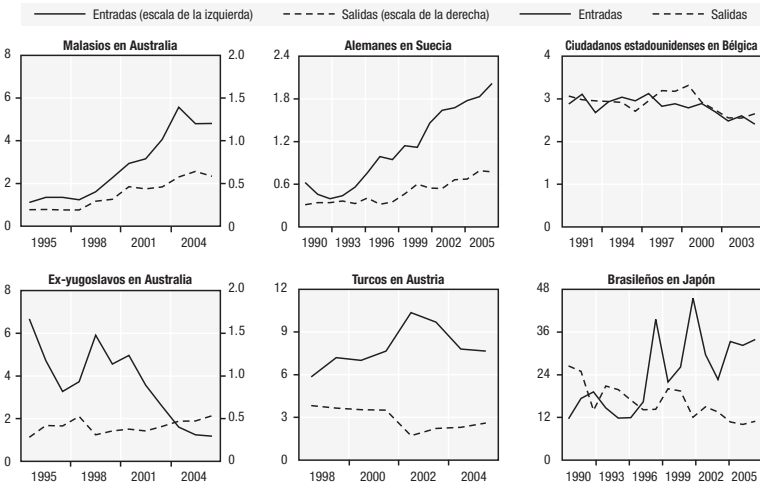 Entradas (escala de la izquierda) Salidas (escala de la derecha) Entradas Salidas
Malasios en Australia
8 2.0
6 1.5
4 1.0
2 0.5
0 0
1995 1998 2001 2004
Alemanes en Suecia
2.4
1.8
1.2
0.6
0
1990 1993 1996 1999 2002 2005
Ciudadanos estadounidenses en Bélgica
4
3
2
1
0
1991 1994 1997 2000 2003
Ex-yugoslavos en Australia
8 2.0
6 1.5
4 1.0
2 0.5
0 0
1995 1998 2001 2004
Turcos en Austria
12
9
6
3
0
1998 2000 2002 2004
Brasileños en Japón
48
36
24
12
0
1990 1993 1996 1999 2002 2005